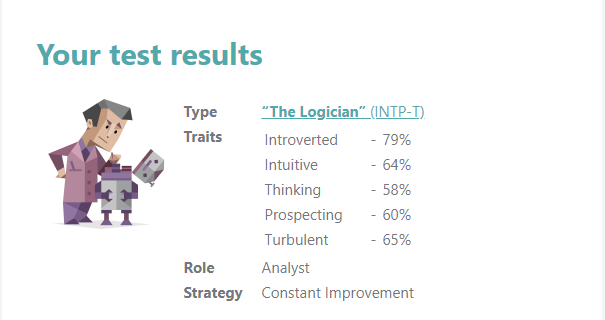 Your test results
Type “The Logician” (INTP-T)
Traits
Introverted - 79%
Intuitive - 64%
Thinking - 58%
Prospecting - 60%
Turbulent - 65%
Role Analyst
Strategy Constant Improvement